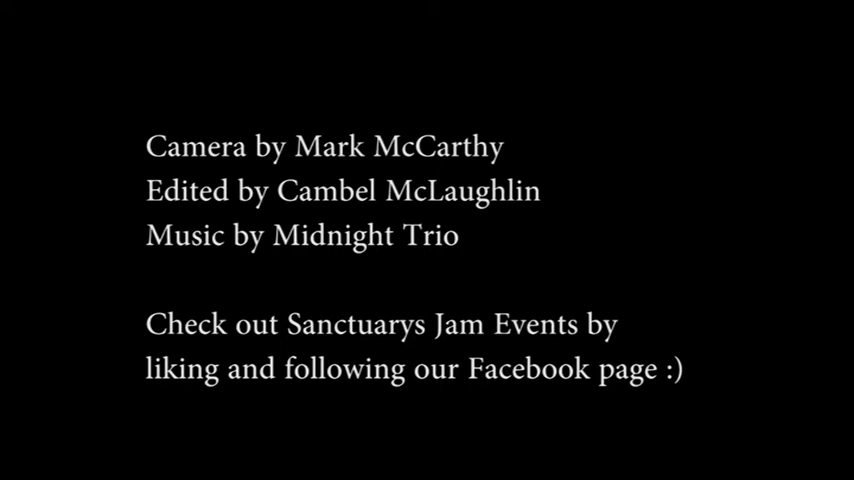 Camera by Mark McCarthy
Edited by Cambel McLaughlin
Music by Midnight Trio
Check out Sanctuarys Jam Events by
liking and following our Facebook page :)